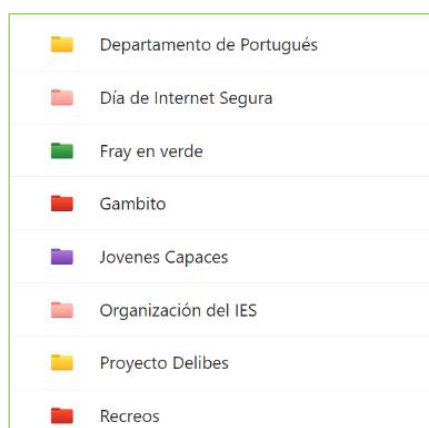 Departamento de Portugués
Día de Internet Segura
Fray en verde
Gambito
Jovenes Capaces
Organización del IES
Proyecto Delibes
Recreos